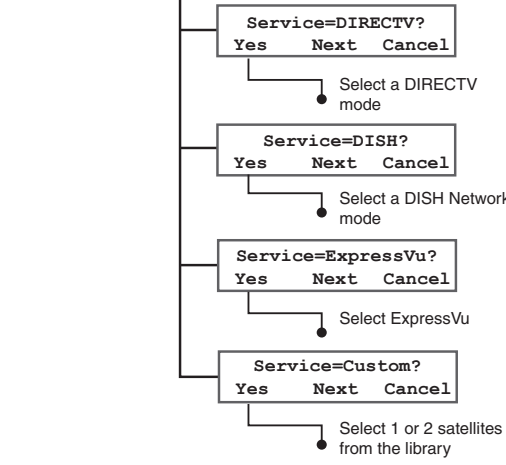 Service=DIRECTV?
Yes Next Cancel
Select a DIRECTV
mode
Service=DISH?
Yes Next Cancel
Select a DISH Network
mode
Service=ExpressVu?
Yes Next Cancel
Select ExpressVu
Service=Custom?
Yes Next Cancel
Select 1 or 2 satellites
from the library